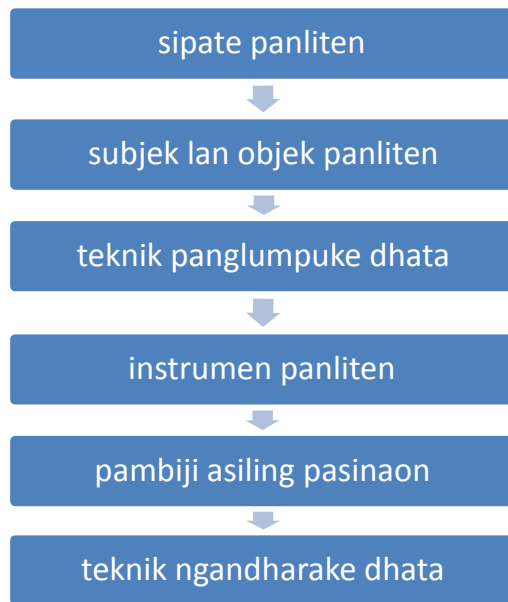 sipate panliten
subjek lan objek panliten
teknik panglumpuke dhata
instrumen panliten
pambiji asiling pasinaon
teknik ngandharake dhata